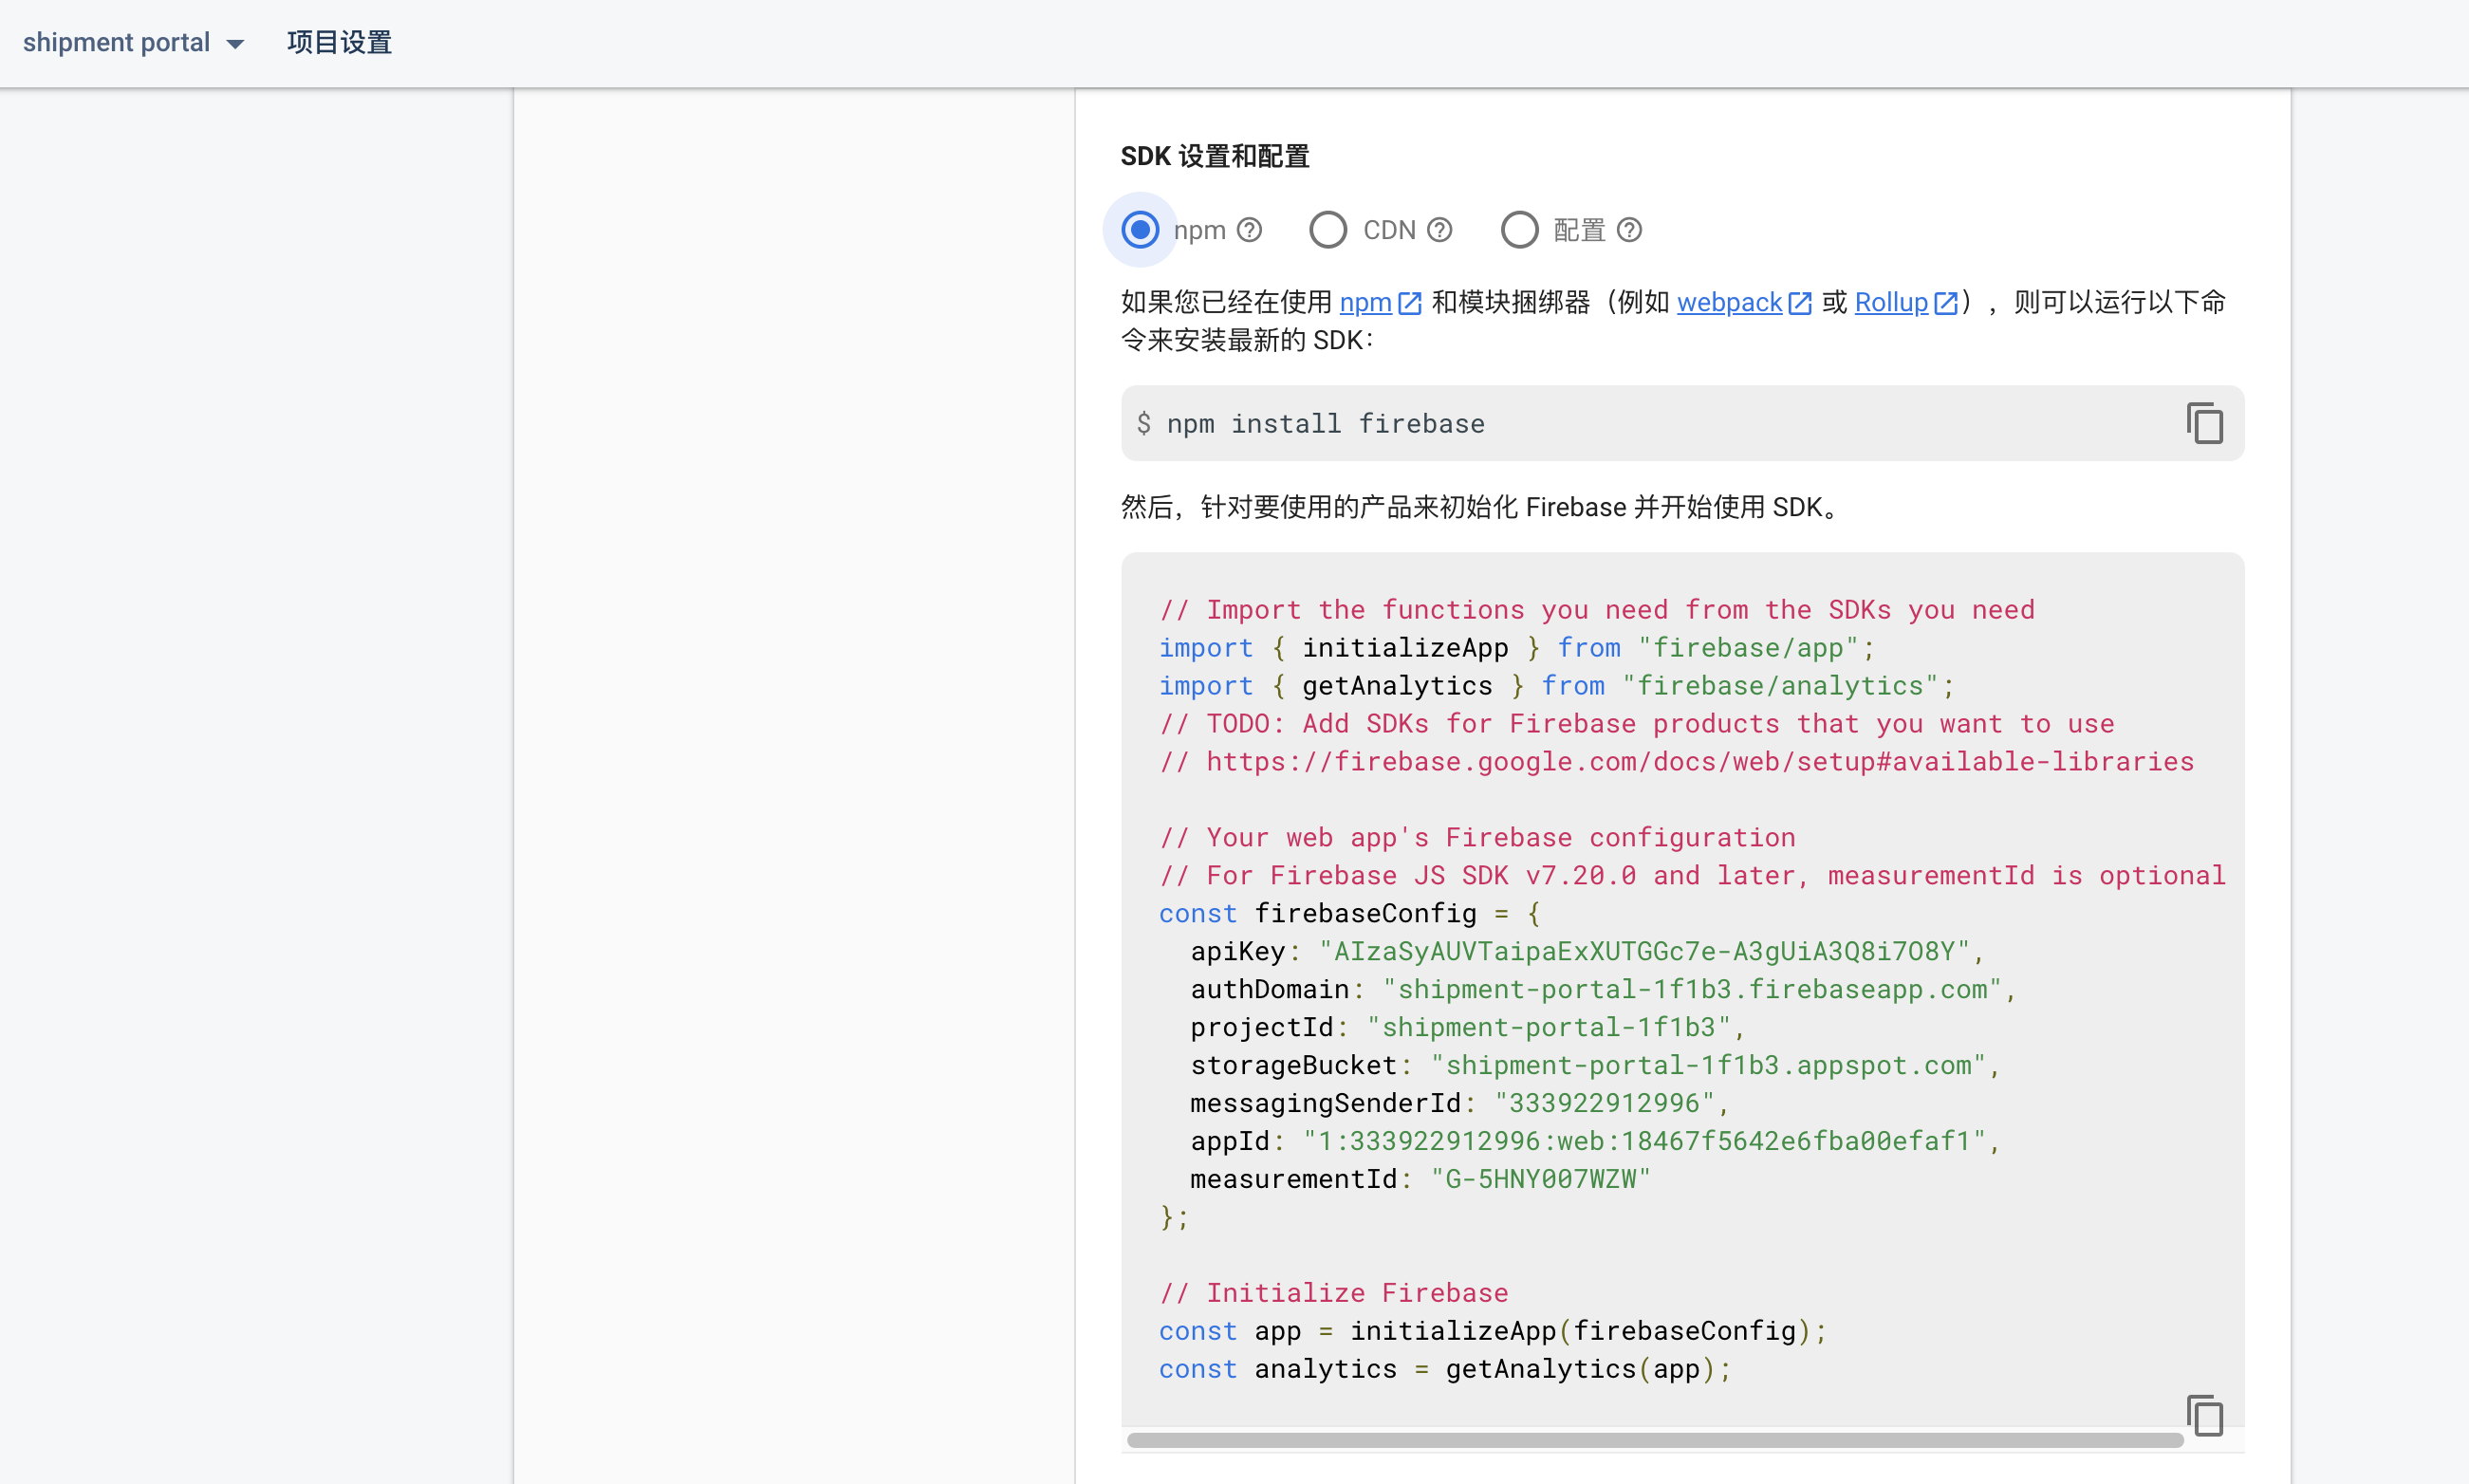 shipment portal 项目设置
SDK 设置和配置
npm CDN 配置
如果您已经在使用 npm 和模块捆绑器（例如 webpack 或 Rollup），则可以运行以下命
令来安装最新的 SDK：
$ npm install firebase
然后，针对要使用的产品来初始化 Firebase 并开始使用 SDK。
// Import the functions you need from the SDKs you need
import { initializeApp } from "firebase/app";
import { getAnalytics } from "firebase/analytics";
// TODO: Add SDKs for Firebase products that you want to use
// https://firebase.google.com/docs/web/setup#available-libraries
// Your web app's Firebase configuration
// For Firebase JS SDK v7.20.0 and later, measurementId is optional
const firebaseConfig = {
  apiKey: "AIzaSyAUVTaipaExXUTGGc7e-A3gUiA3Q8i7O8Y",
  authDomain: "shipment-portal-1f1b3.firebaseapp.com",
  projectId: "shipment-portal-1f1b3",
  storageBucket: "shipment-portal-1f1b3.appspot.com",
  messagingSenderId: "333922912996",
  appId: "1:333922912996:web:18467f5642e6fba00efaf1",
  measurementId: "G-5HNY007WZW"
};
// Initialize Firebase
const app = initializeApp(firebaseConfig);
const analytics = getAnalytics(app);